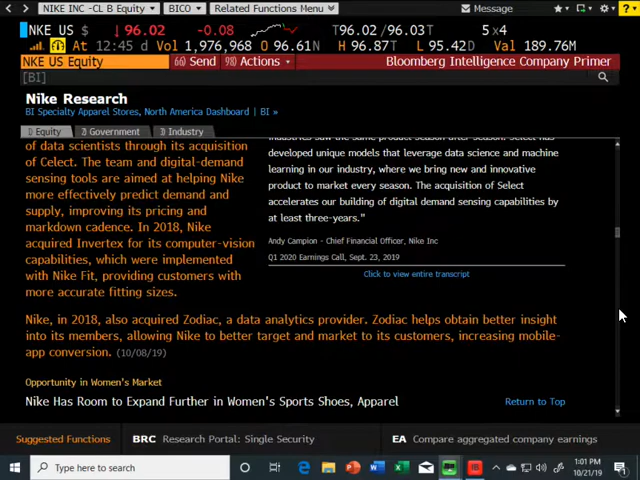 NIKE INC -CL B Equity BICO Related Functions Menu Message ?
NKE US $ 96.02 -0.08 T96.02 / 96.03T 5 x 4
At 12:45 d Vol 1,976,968 O 96.61N H 96.87T L 95.42D Val 189.76M
NKE US Equity 66) Send 98) Actions Bloomberg Intelligence Company Primer
[BI]
Nike Research
BI Specialty Apparel Stores, North America Dashboard | BI »
Equity Government Industry
of data scientists through its acquisition
of Celect. The team and digital-demand
sensing tools are aimed at helping Nike
more effectively predict demand and
supply, improving its pricing and
markdown cadence. In 2018, Nike
acquired Invertex for its computer-vision
capabilities, which were implemented
with Nike Fit, providing customers with
more accurate fitting sizes.
industries saw the same product season after season. Select has
developed unique models that leverage data science and machine
learning in our industry, where we bring new and innovative
product to market every season. The acquisition of Select
accelerates our building of digital demand sensing capabilities by
at least three-years."
Andy Campion - Chief Financial Officer, Nike Inc
Q1 2020 Earnings Call, Sept. 23, 2019
Click to view entire transcript
Nike, in 2018, also acquired Zodiac, a data analytics provider. Zodiac helps obtain better insight
into its members, allowing Nike to better target and market to its customers, increasing mobile-
app conversion. (10/08/19)
Opportunity in Women's Market
Nike Has Room to Expand Further in Women's Sports Shoes, Apparel Return to Top
Suggested Functions BRC Research Portal: Single Security EA Compare aggregated company earnings
Type here to search 1:01 PM
10/21/19